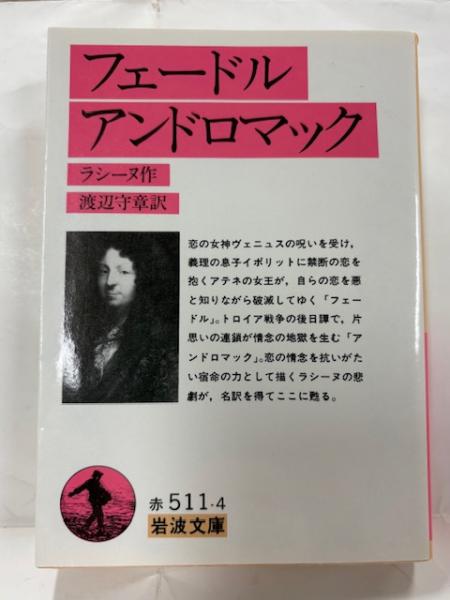 フェードル
アンドロマック
ラシーヌ作
渡辺守章訳
恋の女神ヴェニュスの呪いを受け,
義理の息子イポリットに禁断の恋を
抱くアテネの女王が, 自らの恋を悪
と知りながら破滅してゆく「フェー
ドル」。トロイア戦争の後日譚で, 片
思いの連鎖が情念の地獄を生む「ア
ンドロマック」。恋の情念を抗いがた
い宿命の力として描くラシーヌの悲
劇が, 名訳を得てここに甦る。
赤 511-4
岩波文庫